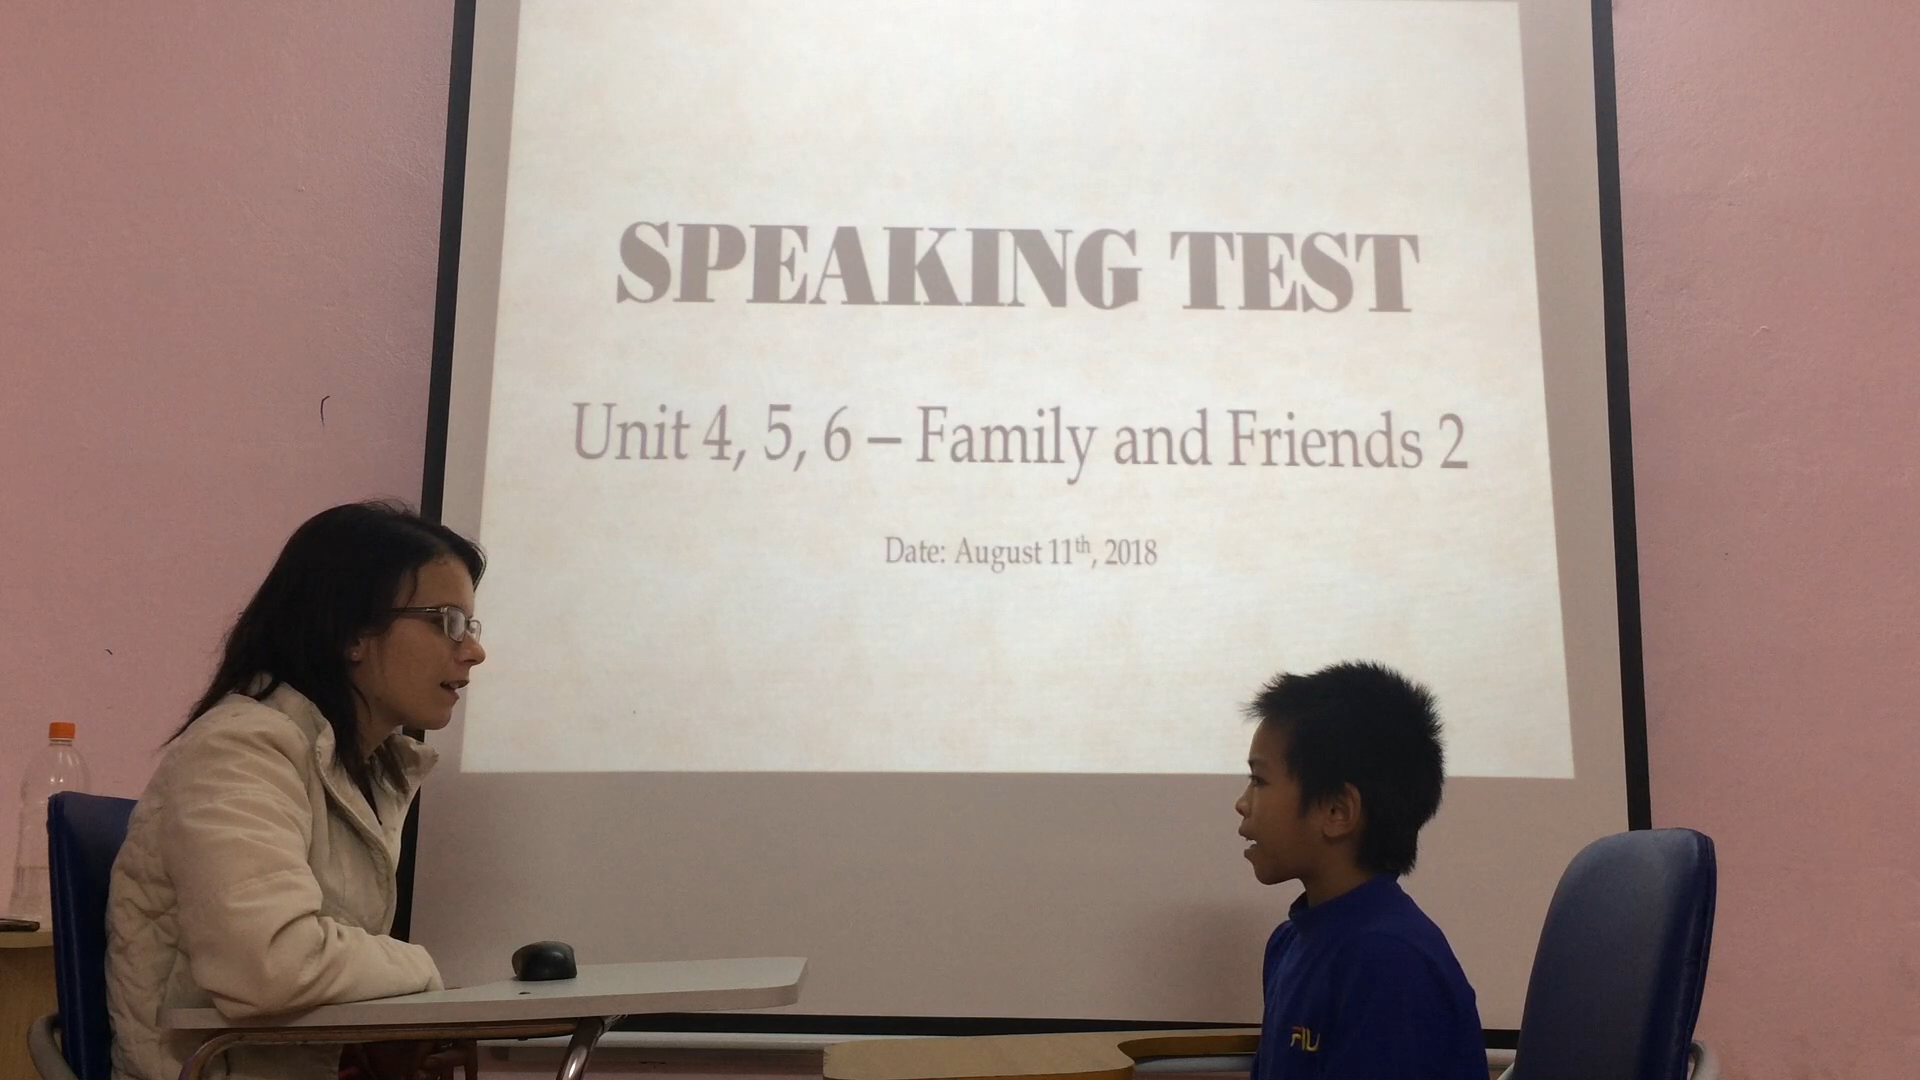 SPEAKING TEST
Unit 4, 5, 6 – Family and Friends 2
Date: August 11th, 2018